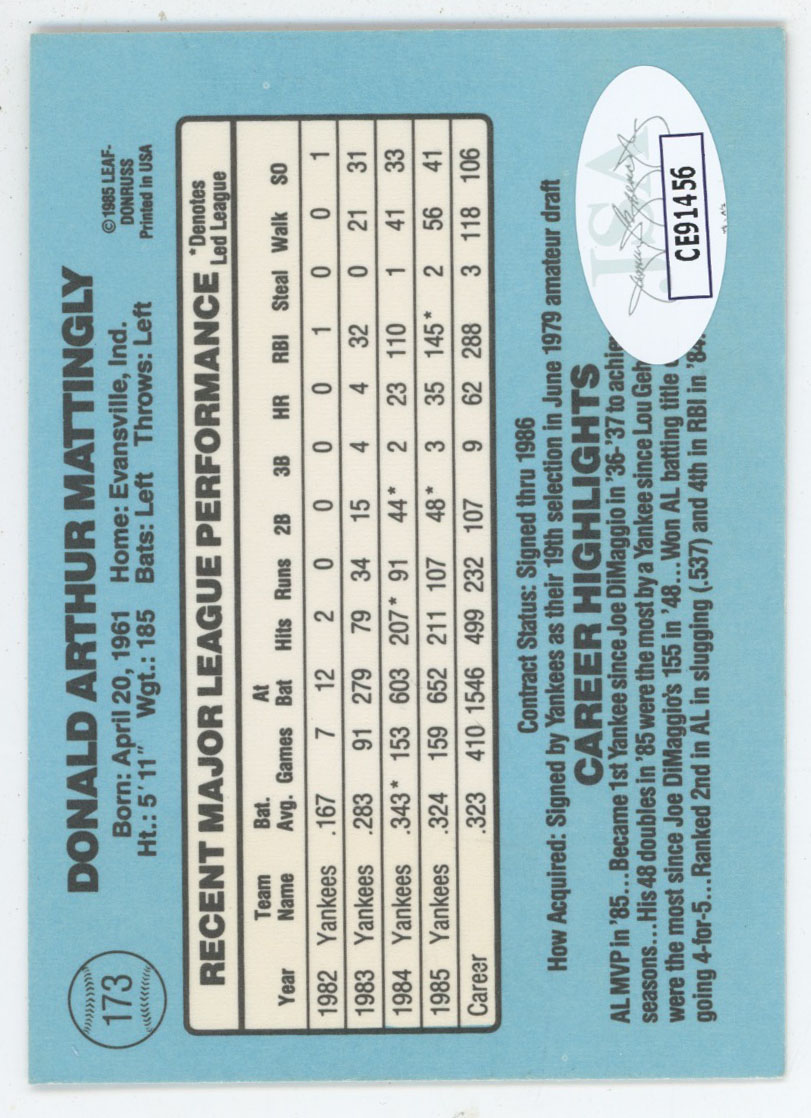 173
DONALD ARTHUR MATTINGLY
©1985 LEAF-
DONRUSS
Printed in USA
Born: April 20, 1961 Home: Evansville, Ind.
Ht.: 5'11" Wgt.: 185 Bats: Left Throws: Left
RECENT MAJOR LEAGUE PERFORMANCE
*Denotes
Led League
Year Team Name Bat. Avg. Games At Bat Hits Runs 2B 3B HR RBI Steal Walk SO
1982 Yankees .167 7 12 2 0 0 0 0 1 0 0 1
1983 Yankees .283 91 279 79 34 15 4 4 32 0 21 31
1984 Yankees .343* 153 603 207* 91 44* 2 23 110 1 41 33
1985 Yankees .324 159 652 211 107 48* 3 35 145* 2 56 41
Career .323 410 1546 499 232 107 9 62 288 3 118 106
Contract Status: Signed thru 1986
How Acquired: Signed by Yankees as their 19th selection in June 1979 amateur draft
CAREER HIGHLIGHTS
AL MVP in '85...Became 1st Yankee since Joe DiMaggio in '36-'37 to achie
seasons...His 48 doubles in '85 were the most by a Yankee since Lou Geh
were the most since Joe DiMaggio's 155 in '48...Won AL batting title
going 4-for-5...Ranked 2nd in AL in slugging (.537) and 4th in RBI in '84.
JSA
CE91456